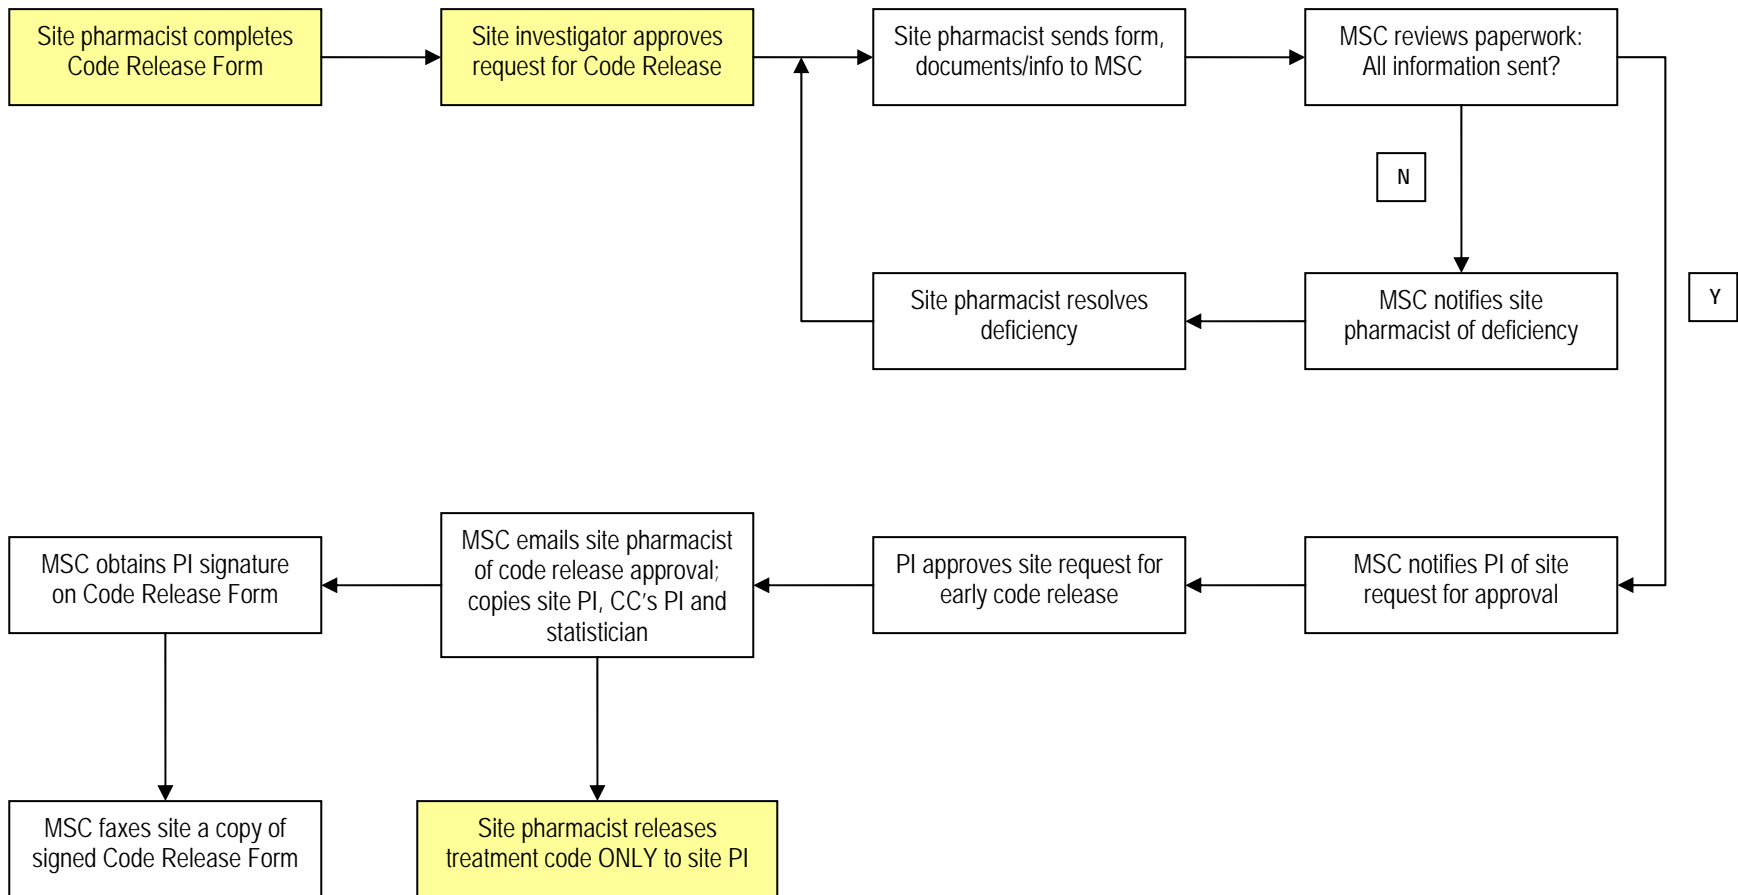 Site pharmacist completes
Code Release Form
Site investigator approves
request for Code Release
Site pharmacist sends form,
documents/info to MSC
MSC reviews paperwork:
All information sent?
N
Y
Site pharmacist resolves
deficiency
MSC notifies site
pharmacist of deficiency
MSC obtains PI signature
on Code Release Form
MSC emails site pharmacist
of code release approval;
copies site PI, CC's PI and
statistician
PI approves site request for
early code release
MSC notifies PI of site
request for approval
MSC faxes site a copy of
signed Code Release Form
Site pharmacist releases
treatment code ONLY to site PI